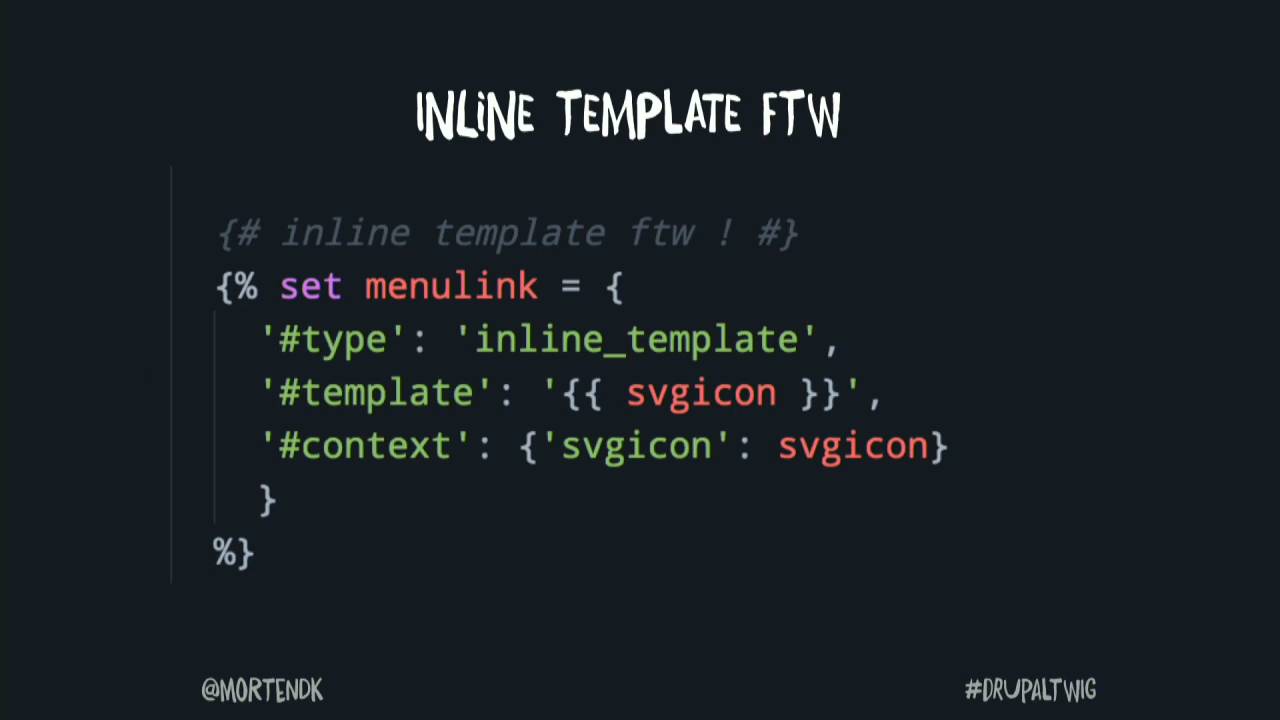 INLINE TEMPLATE FTW
{# inline template ftw ! #}
{% set menulink = {
'#type': 'inline_template',
'#template': '{{ svgicon }}',
'#context': {'svgicon': svgicon}
}
%}
@MORTENDK
#DRUPALTWIG